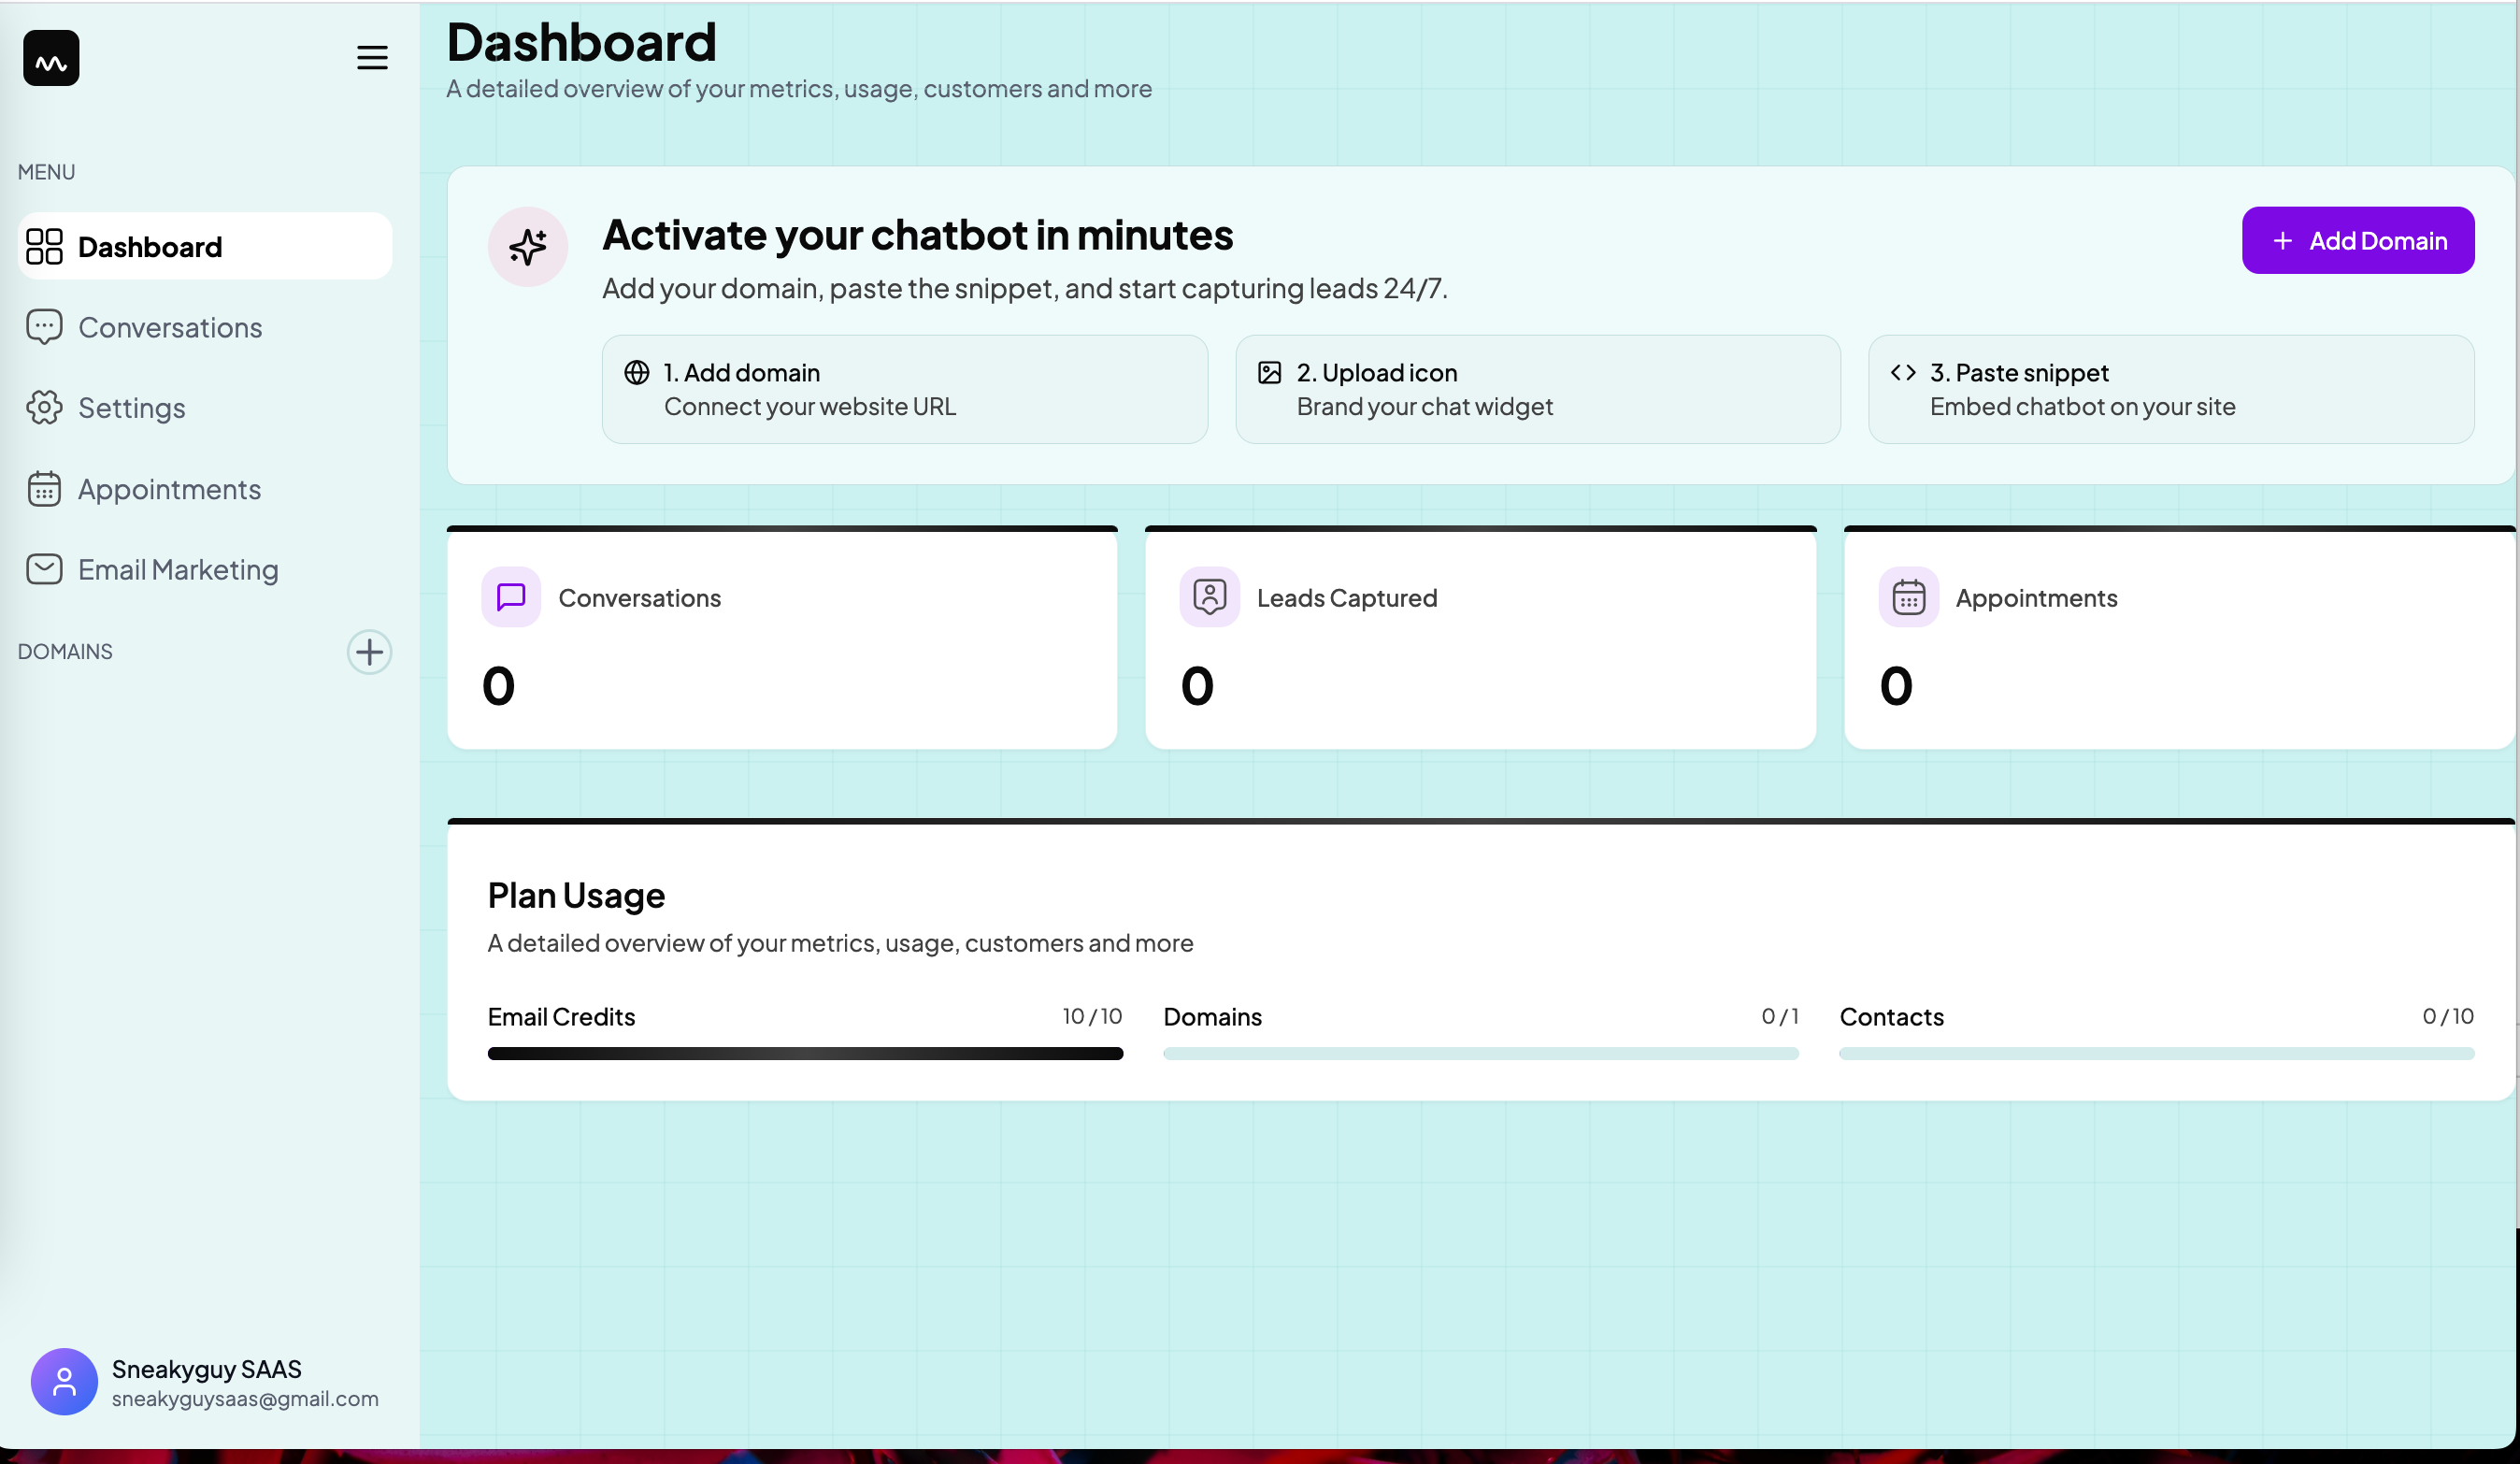 Dashboard
A detailed overview of your metrics, usage, customers and more
MENU
Dashboard
Conversations
Settings
Appointments
Email Marketing
DOMAINS
Activate your chatbot in minutes
Add your domain, paste the snippet, and start capturing leads 24/7.
+ Add Domain
1. Add domain
Connect your website URL
2. Upload icon
Brand your chat widget
3. Paste snippet
Embed chatbot on your site
Conversations
0
Leads Captured
0
Appointments
0
Plan Usage
A detailed overview of your metrics, usage, customers and more
Email Credits 10 / 10
Domains 0 / 1
Contacts 0 / 10
Sneakyguy SAAS
sneakyguysaas@gmail.com